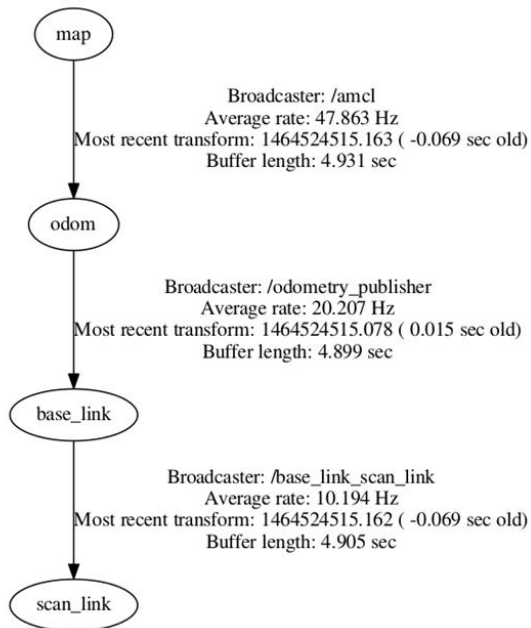 map
Broadcaster: /amcl
Average rate: 47.863 Hz
Most recent transform: 1464524515.163 ( -0.069 sec old)
Buffer length: 4.931 sec
odom
Broadcaster: /odometry_publisher
Average rate: 20.207 Hz
Most recent transform: 1464524515.078 ( 0.015 sec old)
Buffer length: 4.899 sec
base_link
Broadcaster: /base_link_scan_link
Average rate: 10.194 Hz
Most recent transform: 1464524515.162 ( -0.069 sec old)
Buffer length: 4.905 sec
scan_link